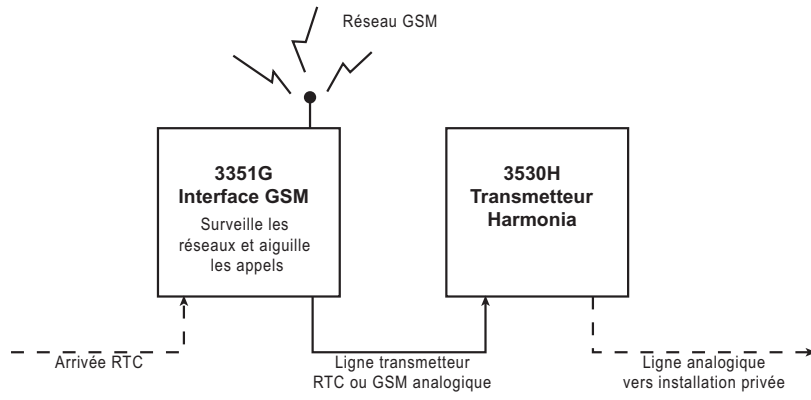 Réseau GSM
3351G
Interface GSM
Surveille les
réseaux et aiguille
les appels
3530H
Transmetteur
Harmonia
Arrivée RTC
Ligne transmetteur
RTC ou GSM analogique
Ligne analogique
vers installation privée